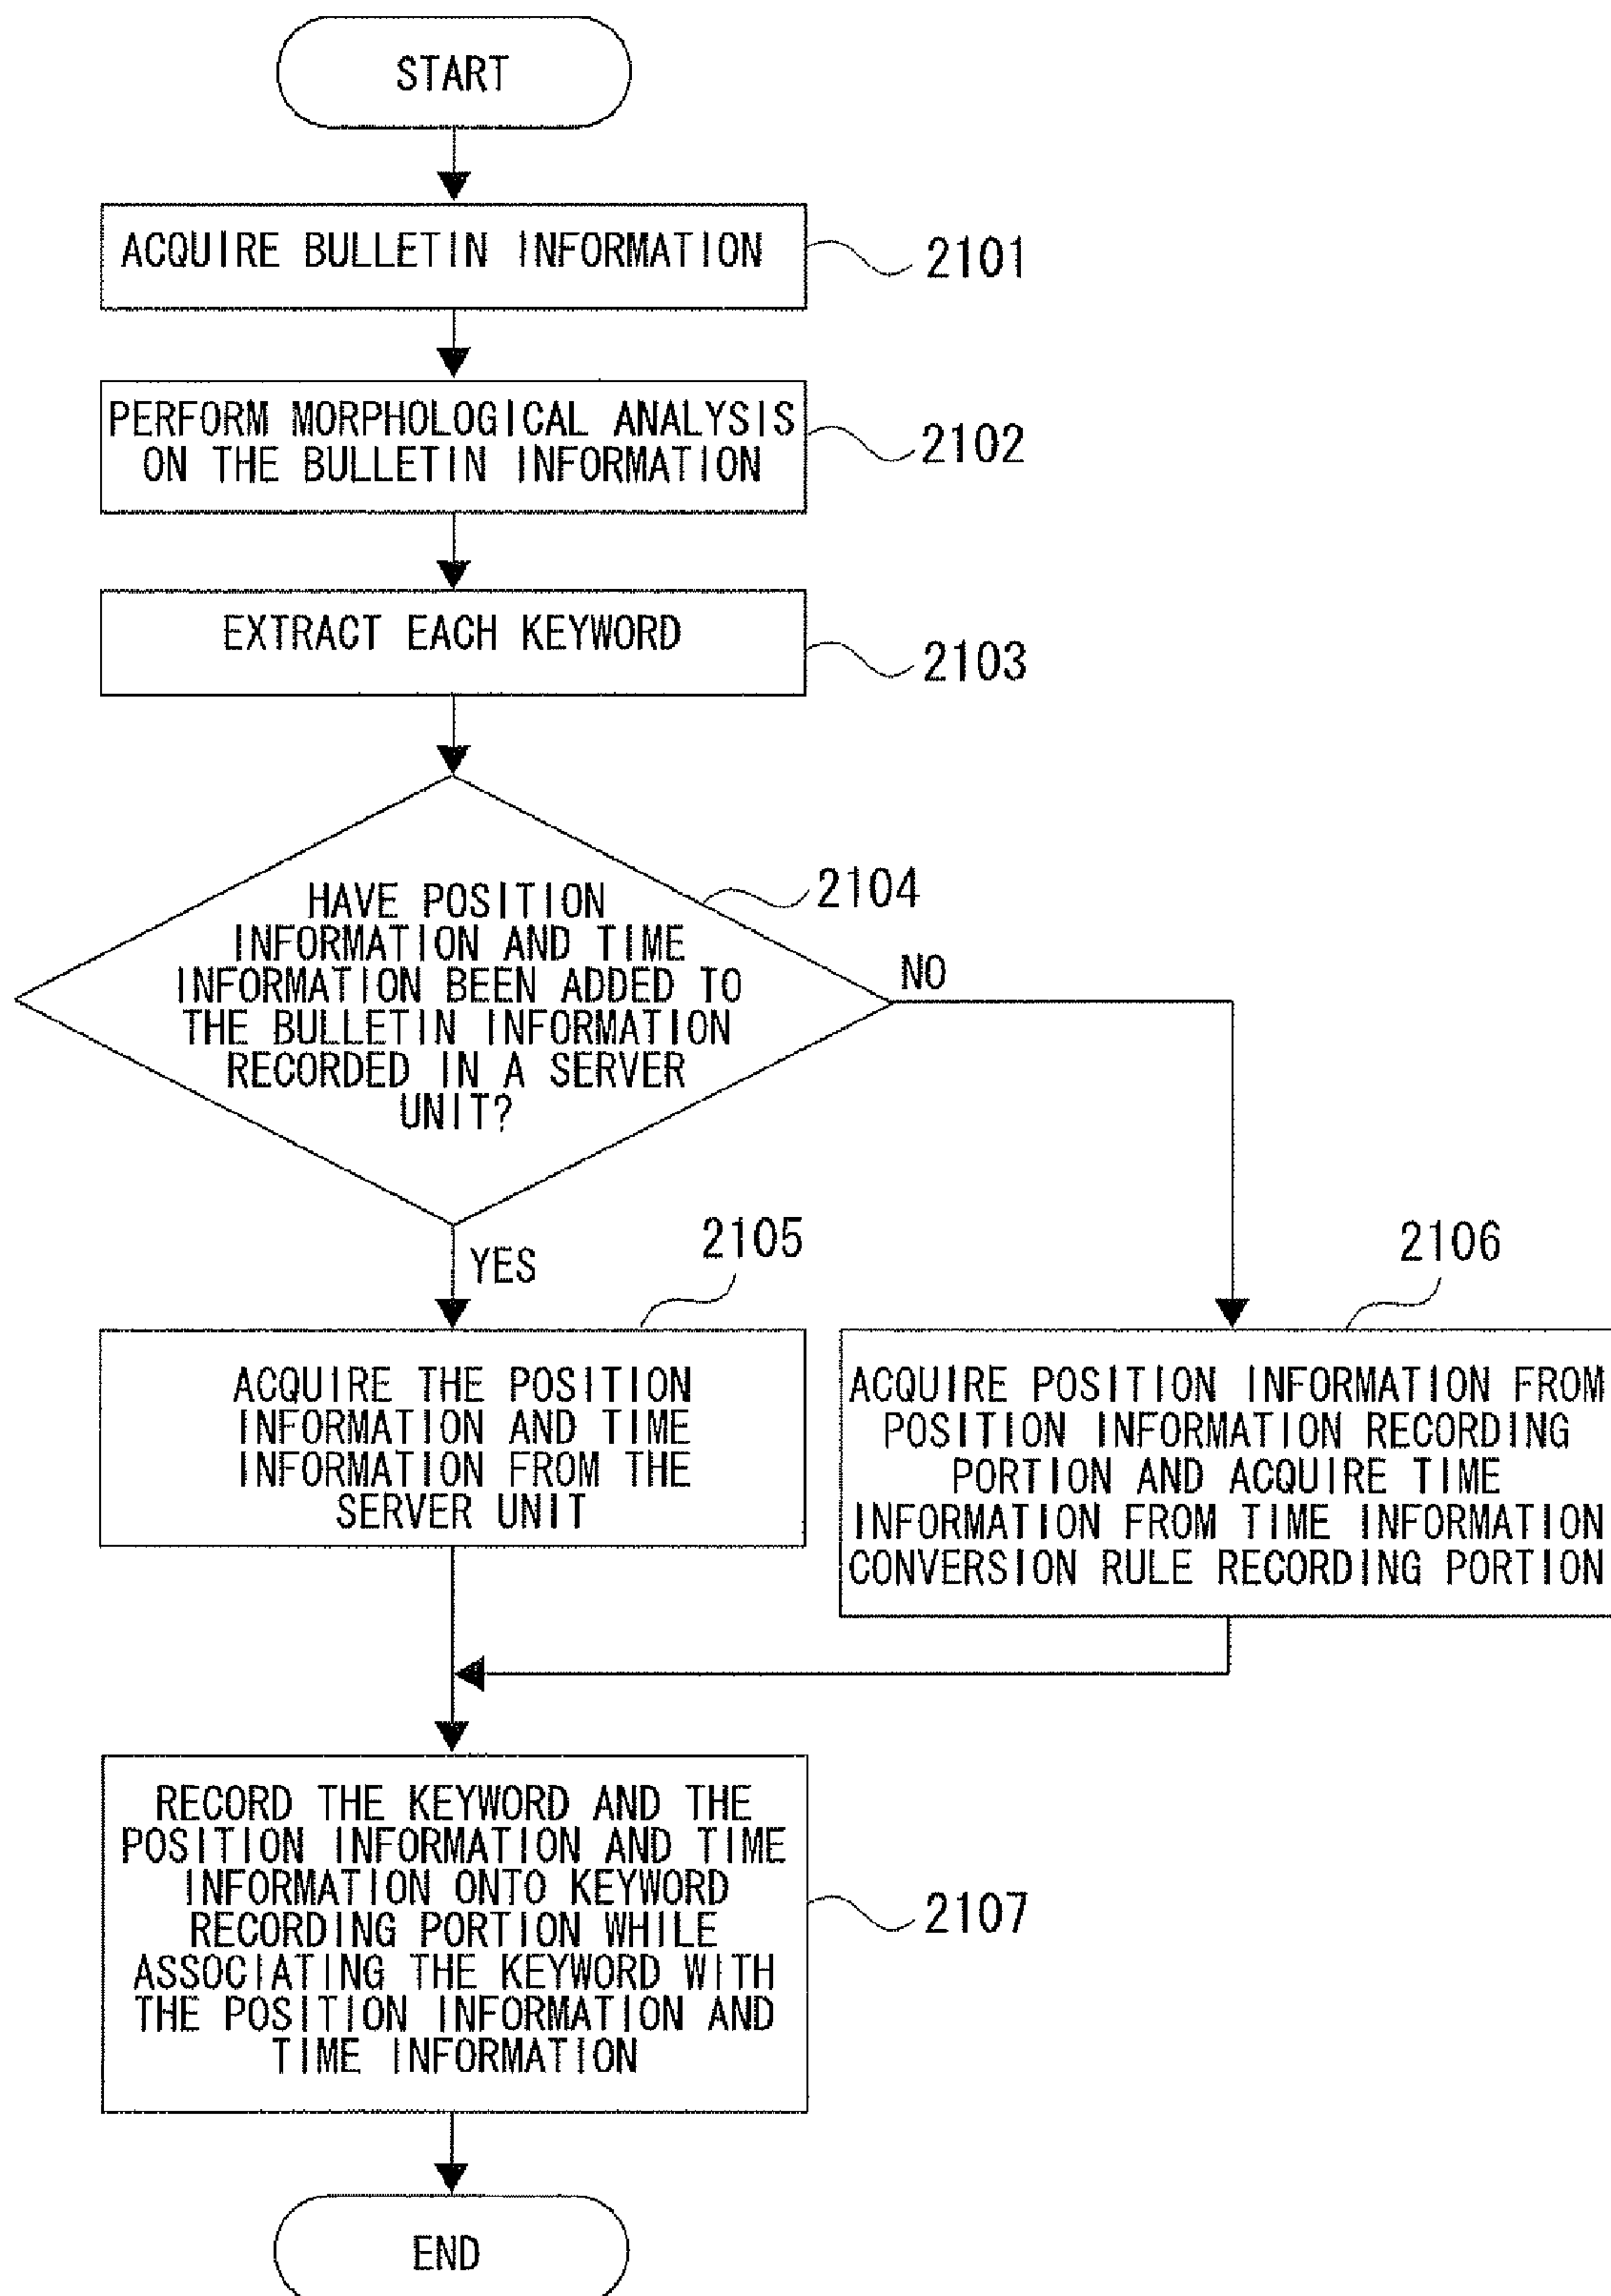 START
ACQUIRE BULLETIN INFORMATION
2101
PERFORM MORPHOLOGICAL ANALYSIS
ON THE BULLETIN INFORMATION
2102
EXTRACT EACH KEYWORD
2103
HAVE POSITION
INFORMATION AND TIME
INFORMATION BEEN ADDED TO
THE BULLETIN INFORMATION
RECORDED IN A SERVER
UNIT?
2104
NO
YES
2105
ACQUIRE THE POSITION
INFORMATION AND TIME
INFORMATION FROM THE
SERVER UNIT
2106
ACQUIRE POSITION INFORMATION FROM
POSITION INFORMATION RECORDING
PORTION AND ACQUIRE TIME
INFORMATION FROM TIME INFORMATION
CONVERSION RULE RECORDING PORTION
RECORD THE KEYWORD AND THE
POSITION INFORMATION AND TIME
INFORMATION ONTO KEYWORD
RECORDING PORTION WHILE
ASSOCIATING THE KEYWORD WITH
THE POSITION INFORMATION AND
TIME INFORMATION
2107
END